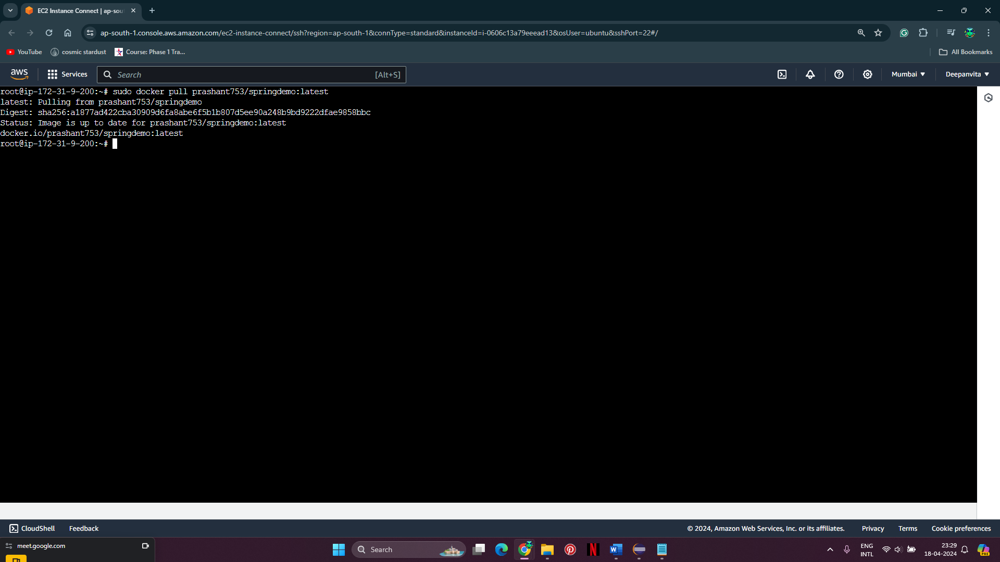 EC2 Instance Connect | ap-sou
ap-south-1.console.aws.amazon.com/ec2-instance-connect/ssh?region=ap-south-1&connType=standard&instanceId=i-0606c13a79eeead13&osUser=ubuntu&sshPort=22#/
YouTube cosmic stardust Course: Phase 1 Tra... All Bookmarks
aws Services Search [Alt+S] Mumbai Deepanvita
root@ip-172-31-9-200:~# sudo docker pull prashant753/springdemo:latest
latest: Pulling from prashant753/springdemo
Digest: sha256:a1877ad422cba30909d6fa8abe6f5b1b807d5ee90a248b9bd9222dfae9858bbc
Status: Image is up to date for prashant753/springdemo:latest
docker.io/prashant753/springdemo:latest
root@ip-172-31-9-200:~#
CloudShell Feedback © 2024, Amazon Web Services, Inc. or its affiliates. Privacy Terms Cookie preferences
meet.google.com
Search
ENG
INTL
23:29
18-04-2024
PRE